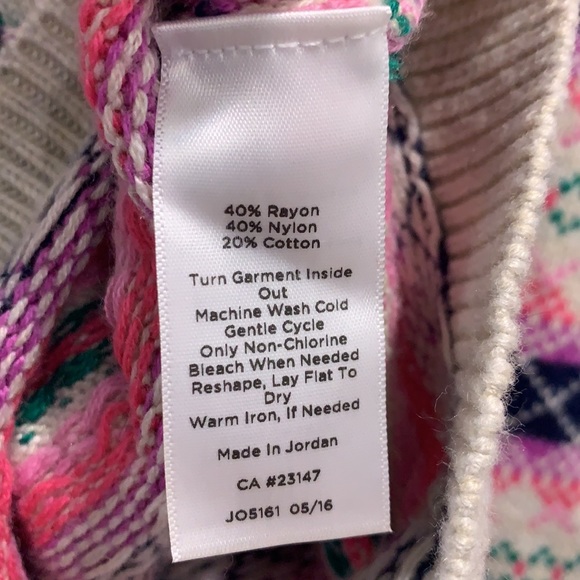 40% Rayon
40% Nylon
20% Cotton
Turn Garment Inside
Out
Machine Wash Cold
Gentle Cycle
Only Non-Chlorine
Bleach When Needed
Reshape, Lay Flat To
Dry
Warm Iron, If Needed
Made In Jordan
CA #23147
JO5161 05/16